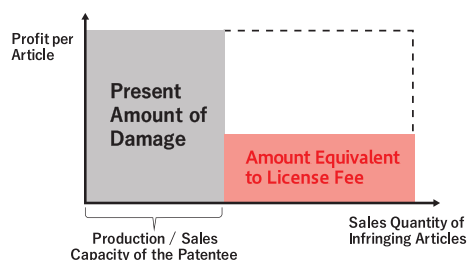 Profit per
Article
Present
Amount of
Damage
Amount Equivalent
to License Fee
Sales Quantity of
Infringing Articles
Production / Sales
Capacity of the Patentee